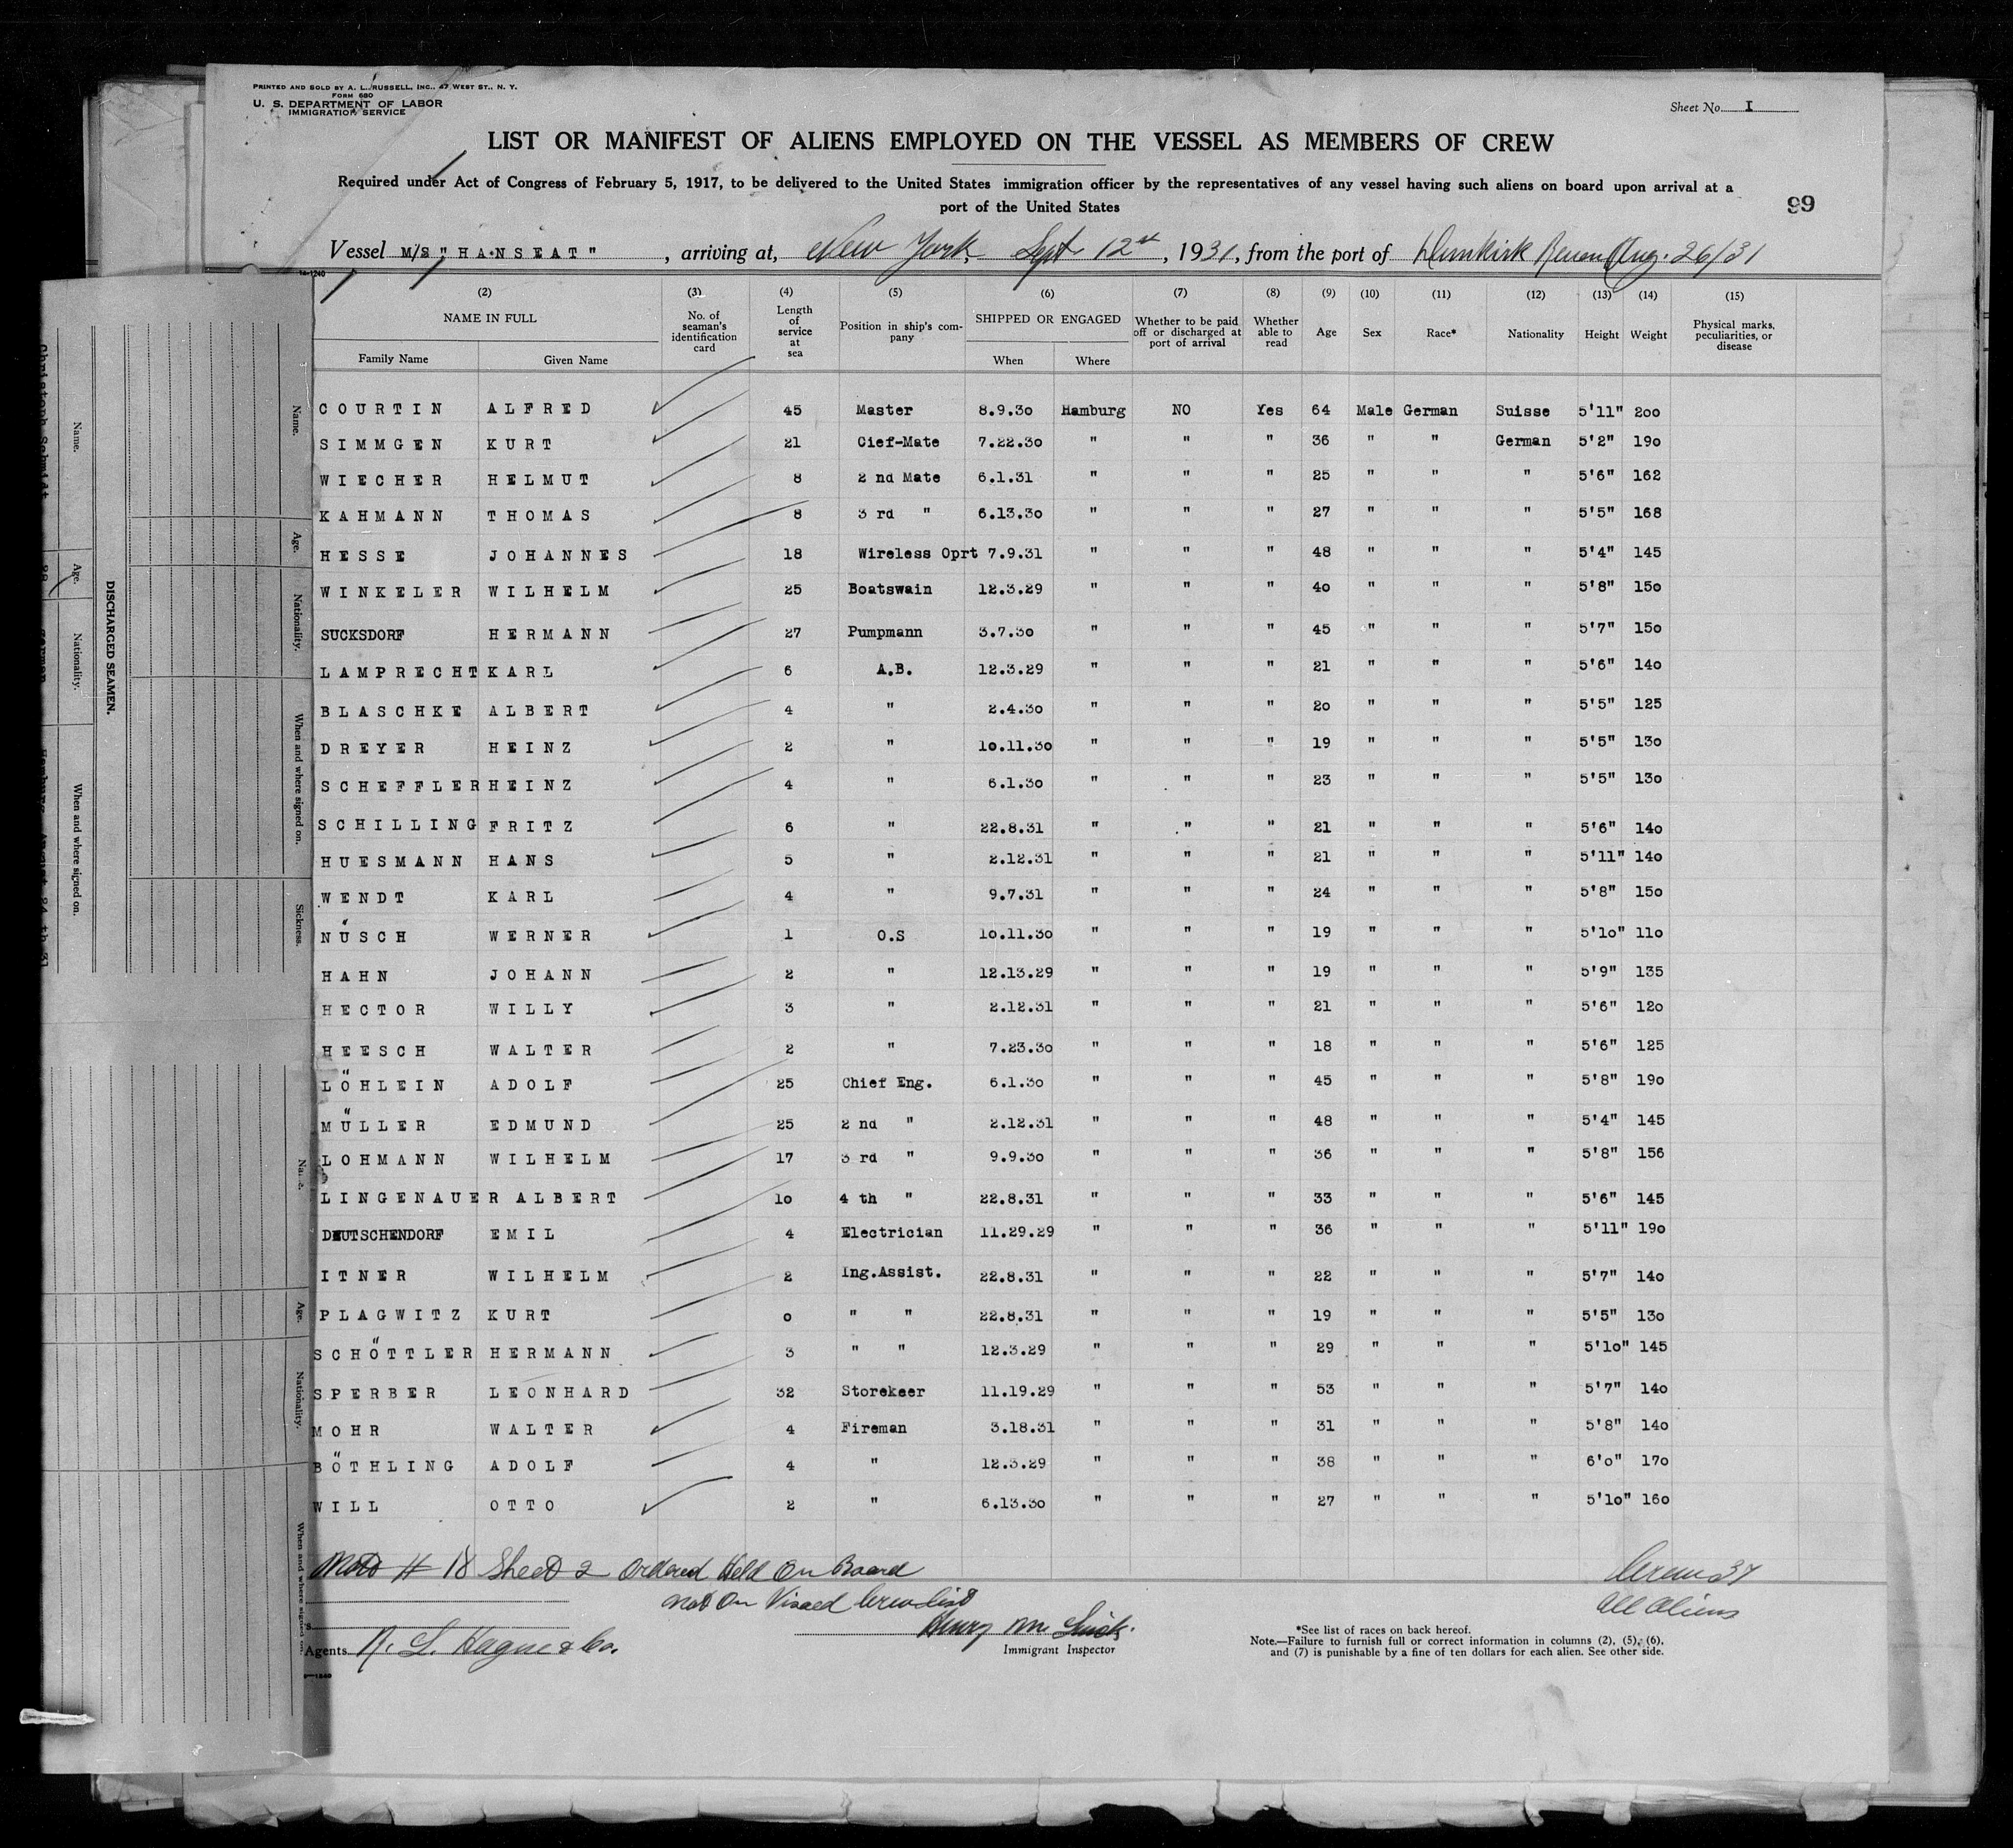 PRINTED AND SOLD BY A. L. RUSSELL, INC., 47 WEST ST., N. Y.
FORM 680
U. S. DEPARTMENT OF LABOR
IMMIGRATION SERVICE
Sheet No. I
LIST OR MANIFEST OF ALIENS EMPLOYED ON THE VESSEL AS MEMBERS OF CREW
Required under Act of Congress of February 5, 1917, to be delivered to the United States immigration officer by the representatives of any vessel having such aliens on board upon arrival at a
port of the United States
99
Vessel M/S "HANSEAT", arriving at, New York, Sept 12th, 1931, from the port of Dunkirk Aug. 26/31
14-1240
(2) (3) (4) (5) (6) (7) (8) (9) (10) (11) (12) (13) (14) (15)
NAME IN FULL No. of seaman's identification card Length of service at sea Position in ship's company SHIPPED OR ENGAGED Whether to be paid off or discharged at port of arrival Whether able to read Age Sex Race* Nationality Height Weight Physical marks, peculiarities, or disease
Family Name Given Name When Where
COURTIN ALFRED 45 Master 8.9.30 Hamburg NO Yes 64 Male German Suisse 5'11" 200
SIMMGEN KURT 21 Cief-Mate 7.22.30 " " " 36 " " German 5'2" 190
WIECHER HELMUT 8 2 nd Mate 6.1.31 " " " 25 " " " 5'6" 162
KAHMANN THOMAS 8 3 rd " 6.13.30 " " " 27 " " " 5'5" 168
HESSE JOHANNES 18 Wireless Oprt 7.9.31 " " " 48 " " " 5'4" 145
WINKELER WILHELM 25 Boatswain 12.3.29 " " " 40 " " " 5'8" 150
SUCKSDORF HERMANN 27 Pumpmann 3.7.30 " " " 45 " " " 5'7" 150
LAMPRECHT KARL 6 A.B. 12.3.29 " " " 21 " " " 5'6" 140
BLASCHKE ALBERT 4 " 2.4.30 " " " 20 " " " 5'5" 125
DREYER HEINZ 2 " 10.11.30 " " " 19 " " " 5'5" 130
SCHEFFLER HEINZ 4 " 6.1.30 " " " 23 " " " 5'5" 130
SCHILLING FRITZ 6 " 22.8.31 " " " 21 " " " 5'6" 140
HUESMANN HANS 5 " 2.12.31 " " " 21 " " " 5'11" 140
WENDT KARL 4 " 9.7.31 " " " 24 " " " 5'8" 150
NÜSCH WERNER 1 O.S 10.11.30 " " " 19 " " " 5'10" 110
HAHN JOHANN 2 " 12.13.29 " " " 19 " " " 5'9" 135
HECTOR WILLY 3 " 2.12.31 " " " 21 " " " 5'6" 120
HEESCH WALTER 2 " 7.23.30 " " " 18 " " " 5'6" 125
LÖHLEIN ADOLF 25 Chief Eng. 6.1.30 " " " 45 " " " 5'8" 190
MÜLLER EDMUND 25 2 nd " 2.12.31 " " " 48 " " " 5'4" 145
LOHMANN WILHELM 17 3 rd " 9.9.30 " " " 36 " " " 5'8" 156
LINGENAUER ALBERT 10 4 th " 22.8.31 " " " 33 " " " 5'6" 145
DEUTSCHENDORF EMIL 4 Electrician 11.29.29 " " " 36 " " " 5'11" 190
ITNER WILHELM 2 Ing.Assist. 22.8.31 " " " 22 " " " 5'7" 140
PLAGWITZ KURT 0 " " 22.8.31 " " " 19 " " " 5'5" 130
SCHÖTTLER HERMANN 3 " " 12.3.29 " " " 29 " " " 5'10" 145
SPERBER LEONHARD 32 Storekeer 11.19.29 " " " 53 " " " 5'7" 140
MOHR WALTER 4 Fireman 3.18.31 " " " 31 " " " 5'8" 140
BÖTHLING ADOLF 4 " 12.3.29 " " " 38 " " " 6'0" 170
WILL OTTO 2 " 6.13.30 " " " 27 " " " 5'10" 160
# 18 Sheet 2 Ordered Held On Board
Not On Visaed Crew list
Crew 37
All Aliens
Henry M.
Immigrant Inspector
Agents R. L. Hague & Co.
*See list of races on back hereof.
Note.—Failure to furnish full or correct information in columns (2), (5), (6),
and (7) is punishable by a fine of ten dollars for each alien. See other side.
DISCHARGED SEAMEN.
Name. Age. Nationality. When and where signed on.
Name. Age. Nationality. When and where signed on. Sickness.
Christoph Schmidt
Age. Nationality. When and where signed on.